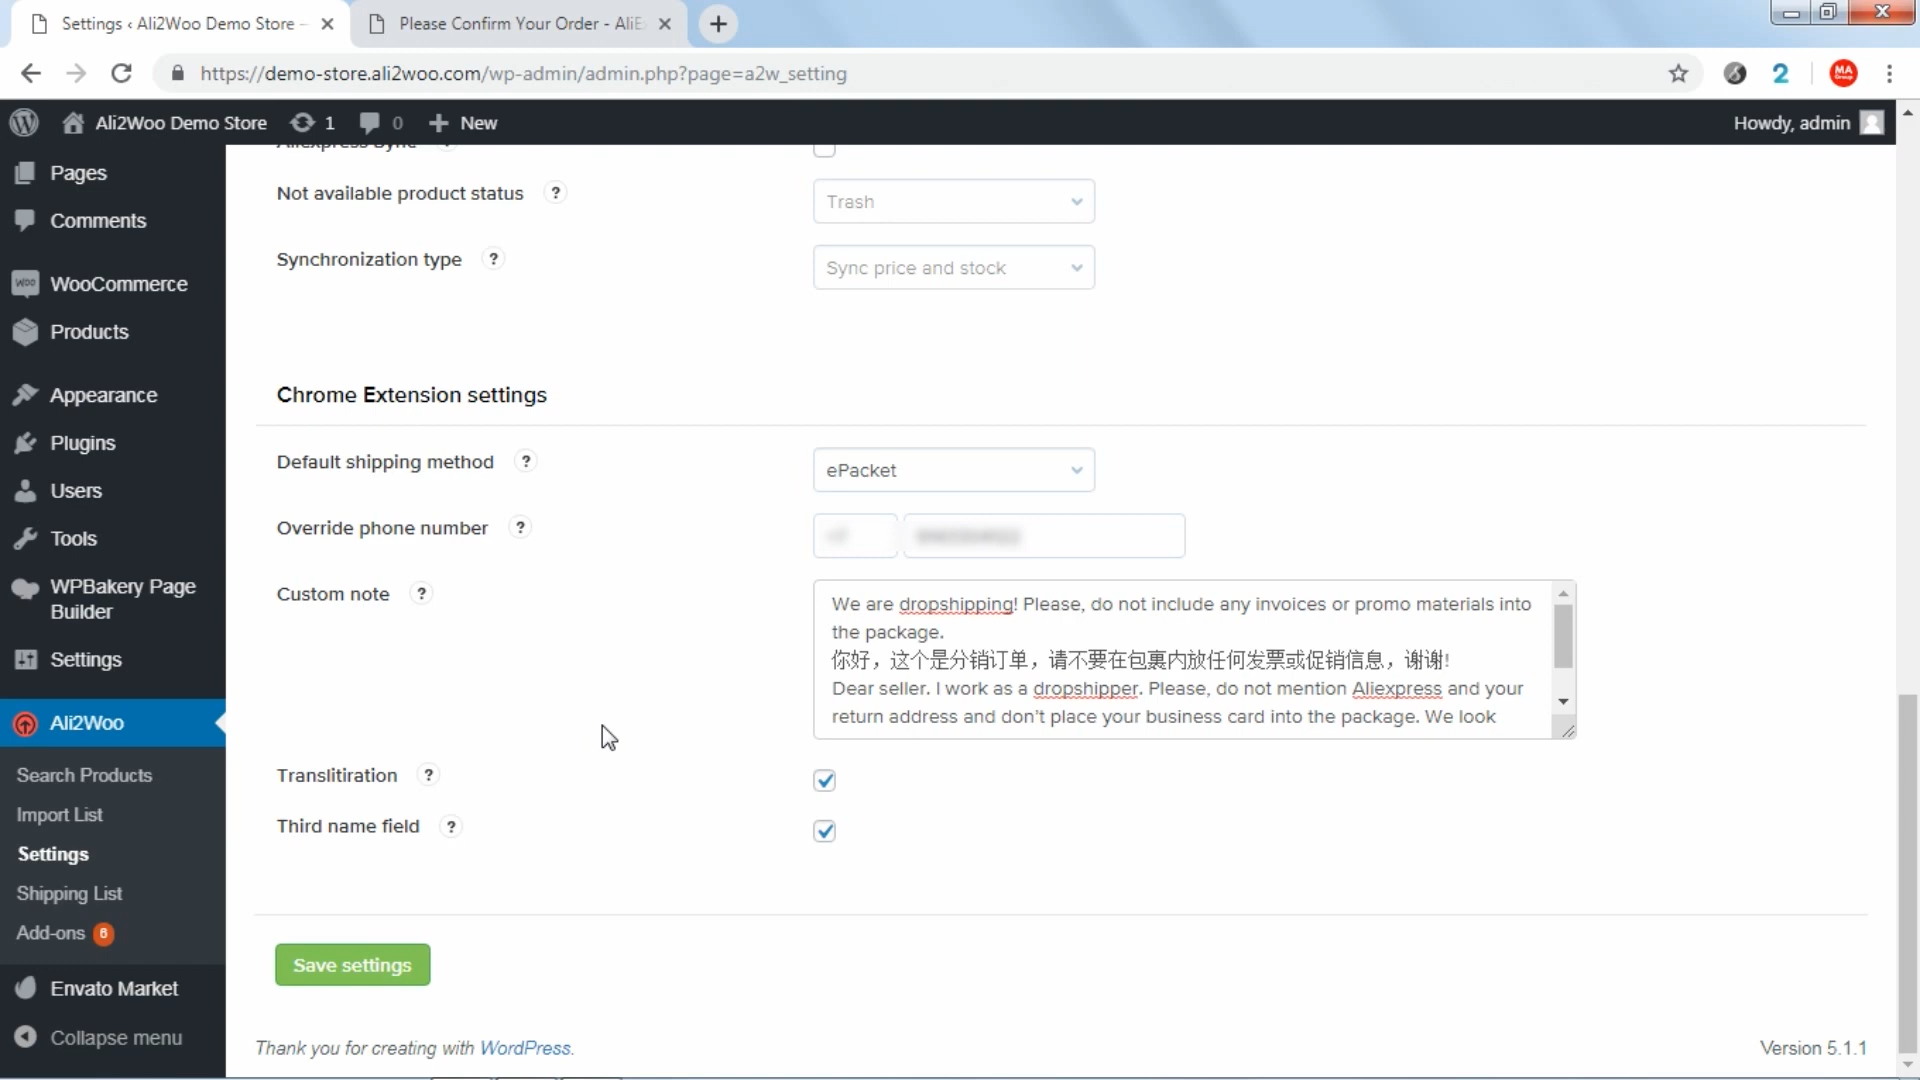 Settings ‹ Ali2Woo Demo Store –
Please Confirm Your Order - AliE
https://demo-store.ali2woo.com/wp-admin/admin.php?page=a2w_setting
2
MA
Group
Ali2Woo Demo Store
1
0
New
Howdy, admin
Pages
Comments
WooCommerce
Products
Appearance
Plugins
Users
Tools
WPBakery Page
Builder
Settings
Ali2Woo
Search Products
Import List
Settings
Shipping List
Add-ons 6
Envato Market
Collapse menu
Aliexpress Sync
Not available product status ?
Trash
Synchronization type ?
Sync price and stock
Chrome Extension settings
Default shipping method ?
ePacket
Override phone number ?
Custom note ?
We are dropshipping! Please, do not include any invoices or promo materials into
the package.
你好，这个是分销订单，请不要在包裹内放任何发票或促销信息，谢谢!
Dear seller. I work as a dropshipper. Please, do not mention Aliexpress and your
return address and don’t place your business card into the package. We look
Translitiration ?
Third name field ?
Save settings
Thank you for creating with WordPress.
Version 5.1.1